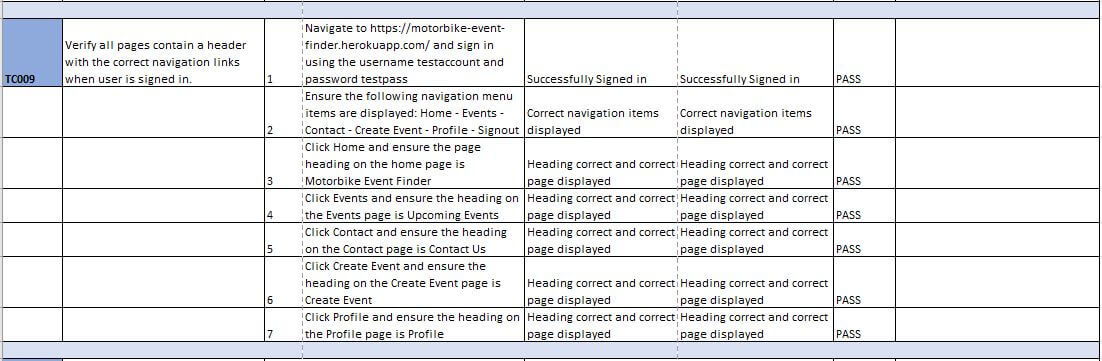 TC009
Verify all pages contain a header
with the correct navigation links
when user is signed in.
1
Navigate to https://motorbike-event-
finder.herokuapp.com/ and sign in
using the username testaccount and
password testpass
Successfully Signed in
Successfully Signed in
PASS
2
Ensure the following navigation menu
items are displayed: Home - Events -
Contact - Create Event - Profile - Signout
Correct navigation items
displayed
Correct navigation items
displayed
PASS
3
Click Home and ensure the page
heading on the home page is
Motorbike Event Finder
Heading correct and correct
page displayed
Heading correct and correct
page displayed
PASS
4
Click Events and ensure the heading on
the Events page is Upcoming Events
Heading correct and correct
page displayed
Heading correct and correct
page displayed
PASS
5
Click Contact and ensure the heading
on the Contact page is Contact Us
Heading correct and correct
page displayed
Heading correct and correct
page displayed
PASS
6
Click Create Event and ensure the
heading on the Create Event page is
Create Event
Heading correct and correct
page displayed
Heading correct and correct
page displayed
PASS
7
Click Profile and ensure the heading on
the Profile page is Profile
Heading correct and correct
page displayed
Heading correct and correct
page displayed
PASS